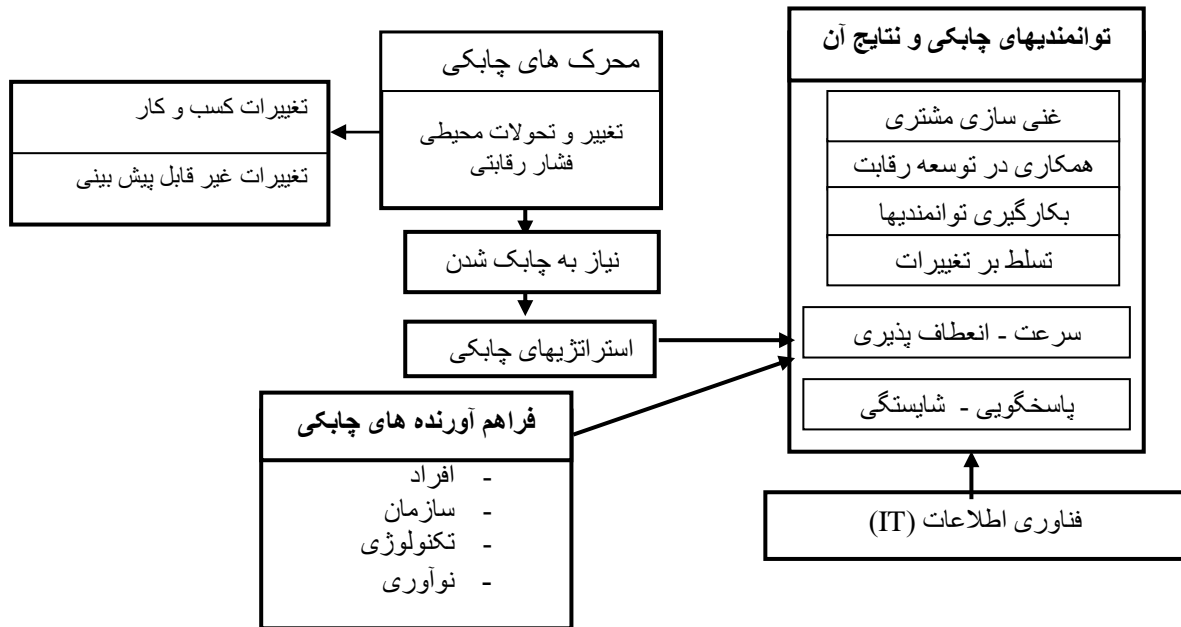 توانمندیهای چابکی و نتایج آن
غنی سازی مشتری
همکاری در توسعه رقابت
بکارگیری توانمندیها
تسلط بر تغییرات
سرعت - انعطاف پذیری
پاسخگویی - شایستگی
فناوری اطلاعات (IT)
محرک های چابکی
تغییر و تحولات محیطی
فشار رقابتی
تغییرات کسب و کار
تغییرات غیر قابل پیش بینی
نیاز به چابک شدن
استراتژیهای چابکی
فراهم آورنده های چابکی
- افراد
- سازمان
- تکنولوژی
- نوآوری